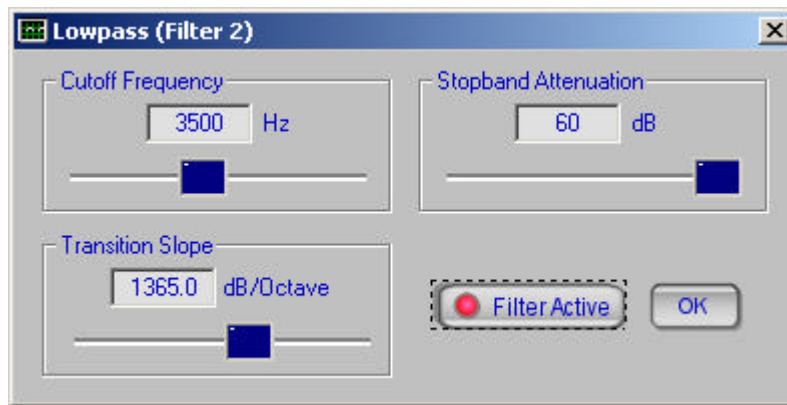 Lowpass (Filter 2)
Cutoff Frequency
3500 Hz
Stopband Attenuation
60 dB
Transition Slope
1365.0 dB/Octave
Filter Active
OK